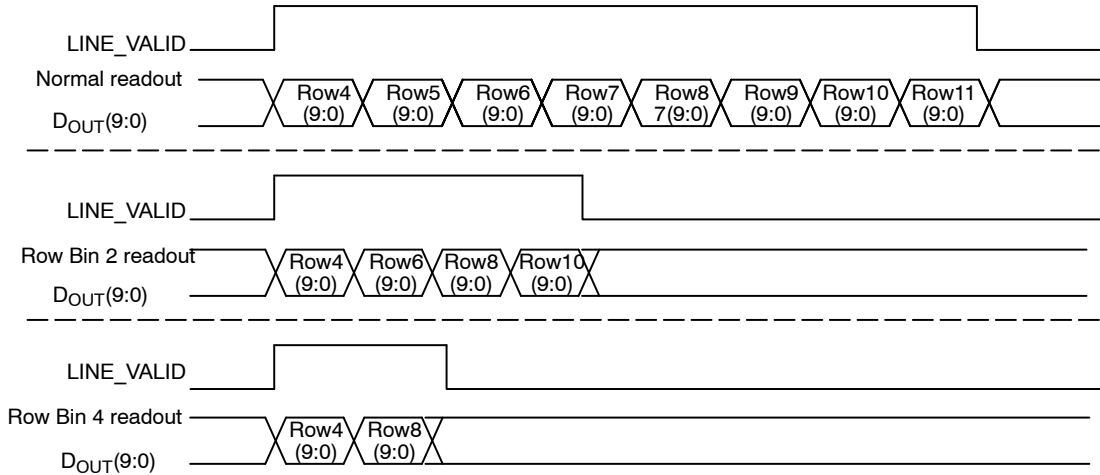 LINE_VALID
Normal readout
Row4 Row5 Row6 Row7 Row8 Row9 Row10 Row11
(9:0) (9:0) (9:0) (9:0) 7(9:0) (9:0) (9:0) (9:0)
DOUT(9:0)
LINE_VALID
Row Bin 2 readout
Row4 Row6 Row8 Row10
(9:0) (9:0) (9:0) (9:0)
DOUT(9:0)
LINE_VALID
Row Bin 4 readout
Row4 Row8
(9:0) (9:0)
DOUT(9:0)